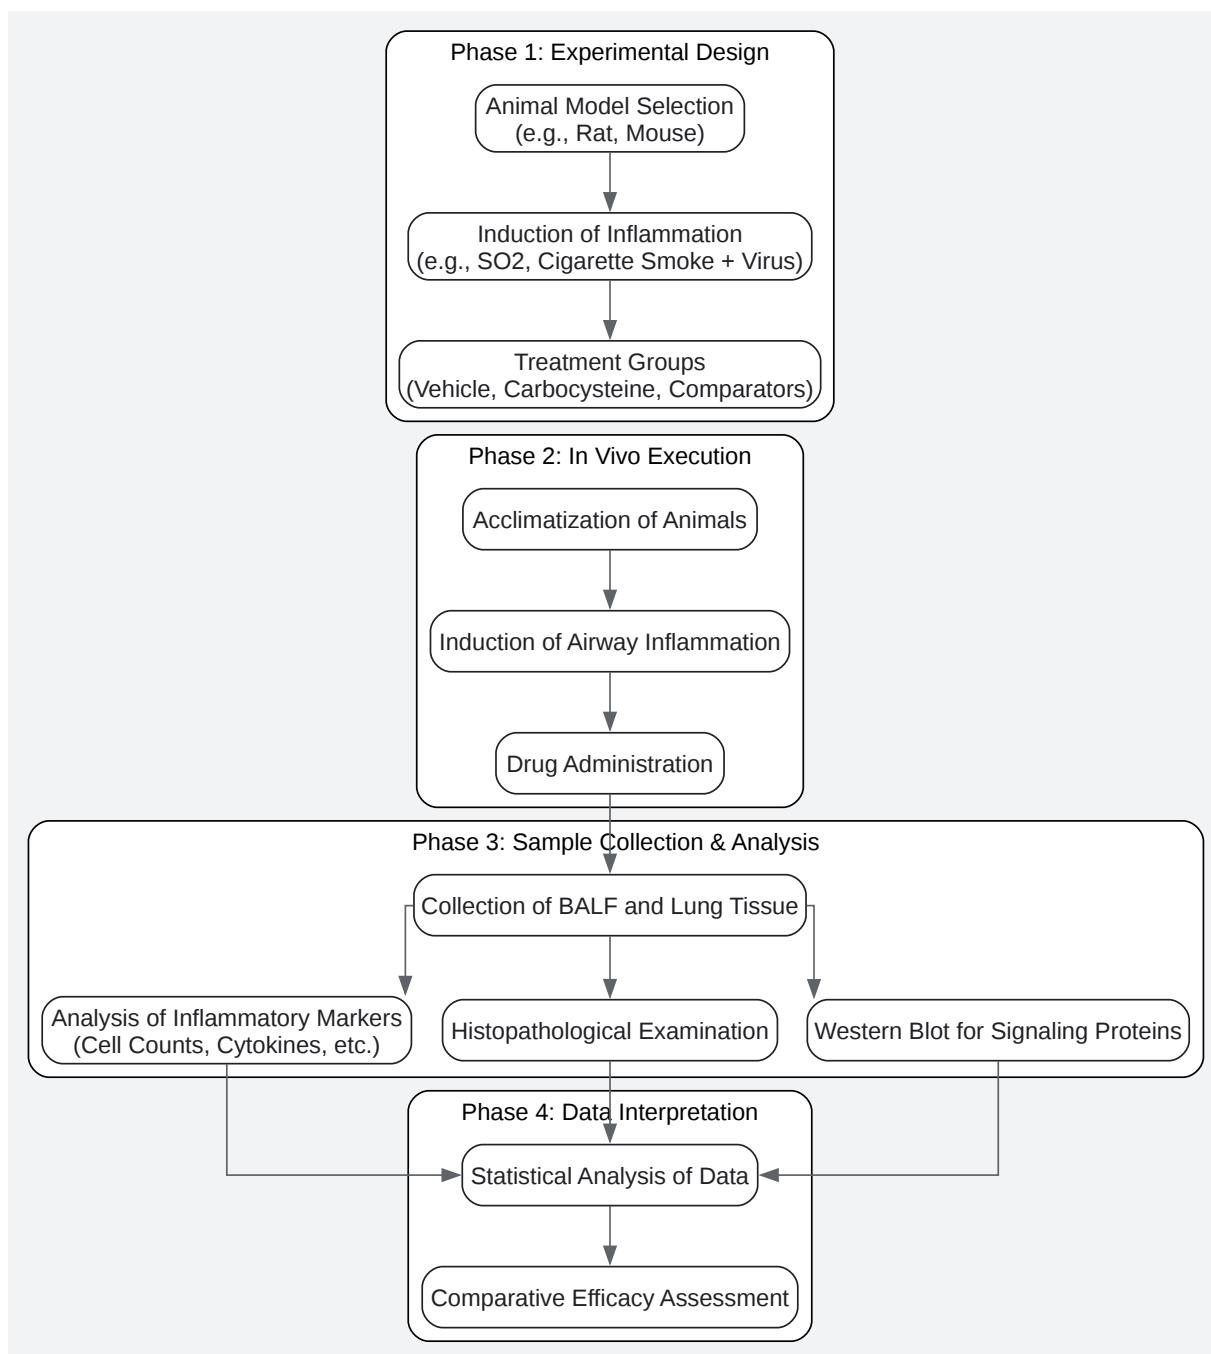 Phase 1: Experimental Design
Animal Model Selection
(e.g., Rat, Mouse)
Induction of Inflammation
(e.g., SO2, Cigarette Smoke + Virus)
Treatment Groups
(Vehicle, Carbocysteine, Comparators)
Phase 2: In Vivo Execution
Acclimatization of Animals
Induction of Airway Inflammation
Drug Administration
Phase 3: Sample Collection & Analysis
Collection of BALF and Lung Tissue
Analysis of Inflammatory Markers
(Cell Counts, Cytokines, etc.)
Histopathological Examination
Western Blot for Signaling Proteins
Phase 4: Data Interpretation
Statistical Analysis of Data
Comparative Efficacy Assessment